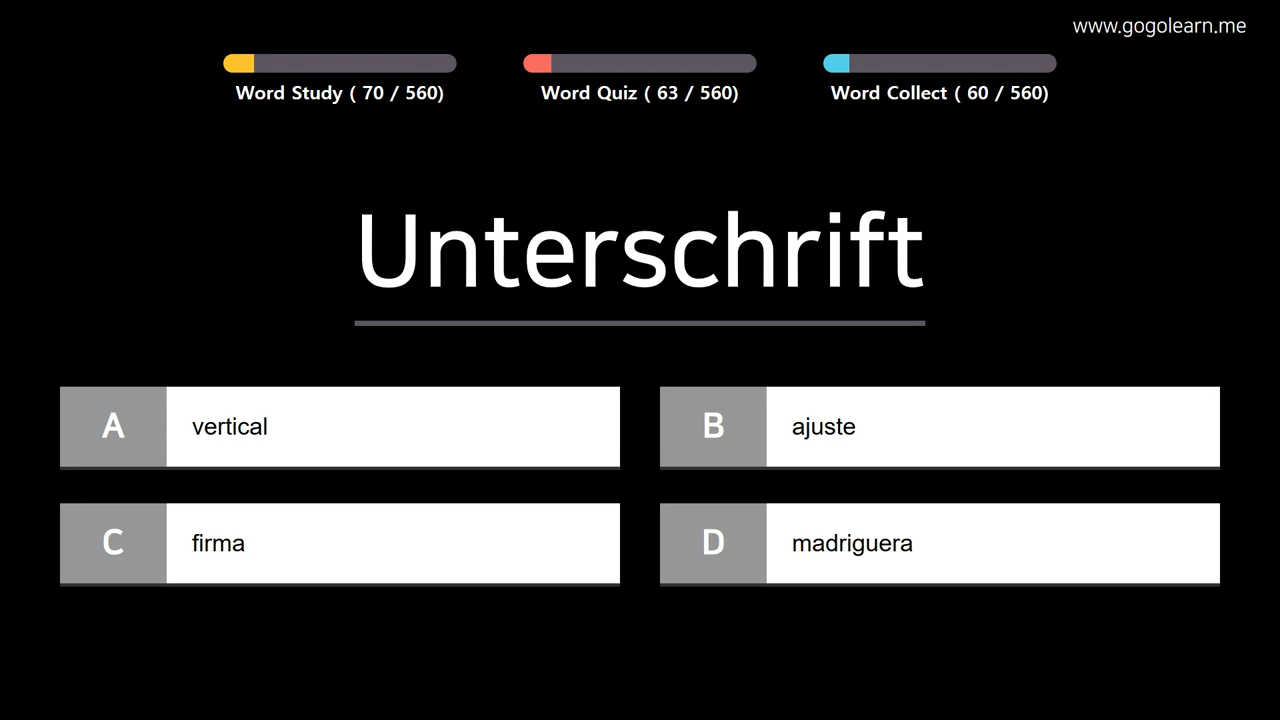 www.gogolearn.me
Word Study ( 70 / 560)
Word Quiz ( 63 / 560)
Word Collect ( 60 / 560)
Unterschrift
A vertical
B ajuste
C firma
D madriguera